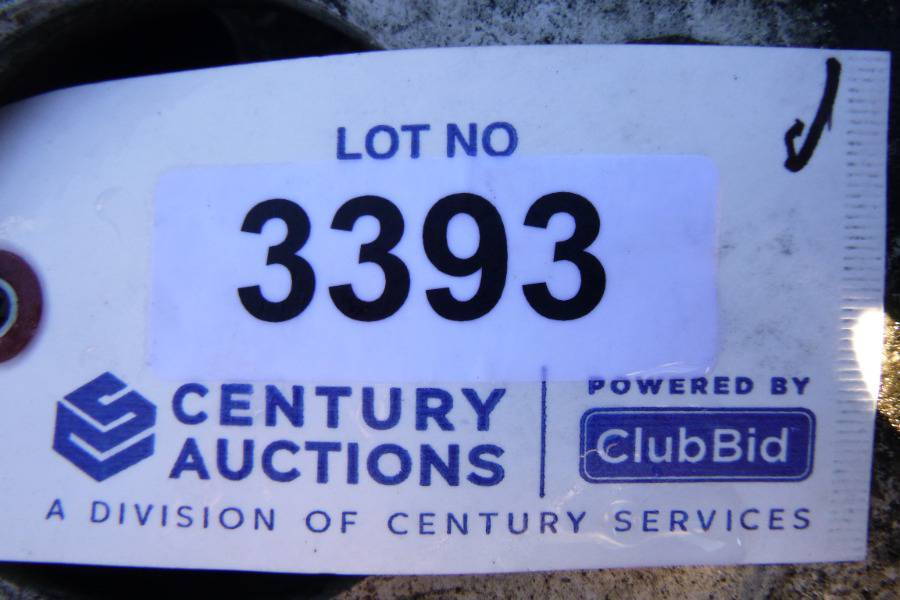 LOT NO
3393
CENTURY
AUCTIONS
POWERED BY
ClubBid
A DIVISION OF CENTURY SERVICES